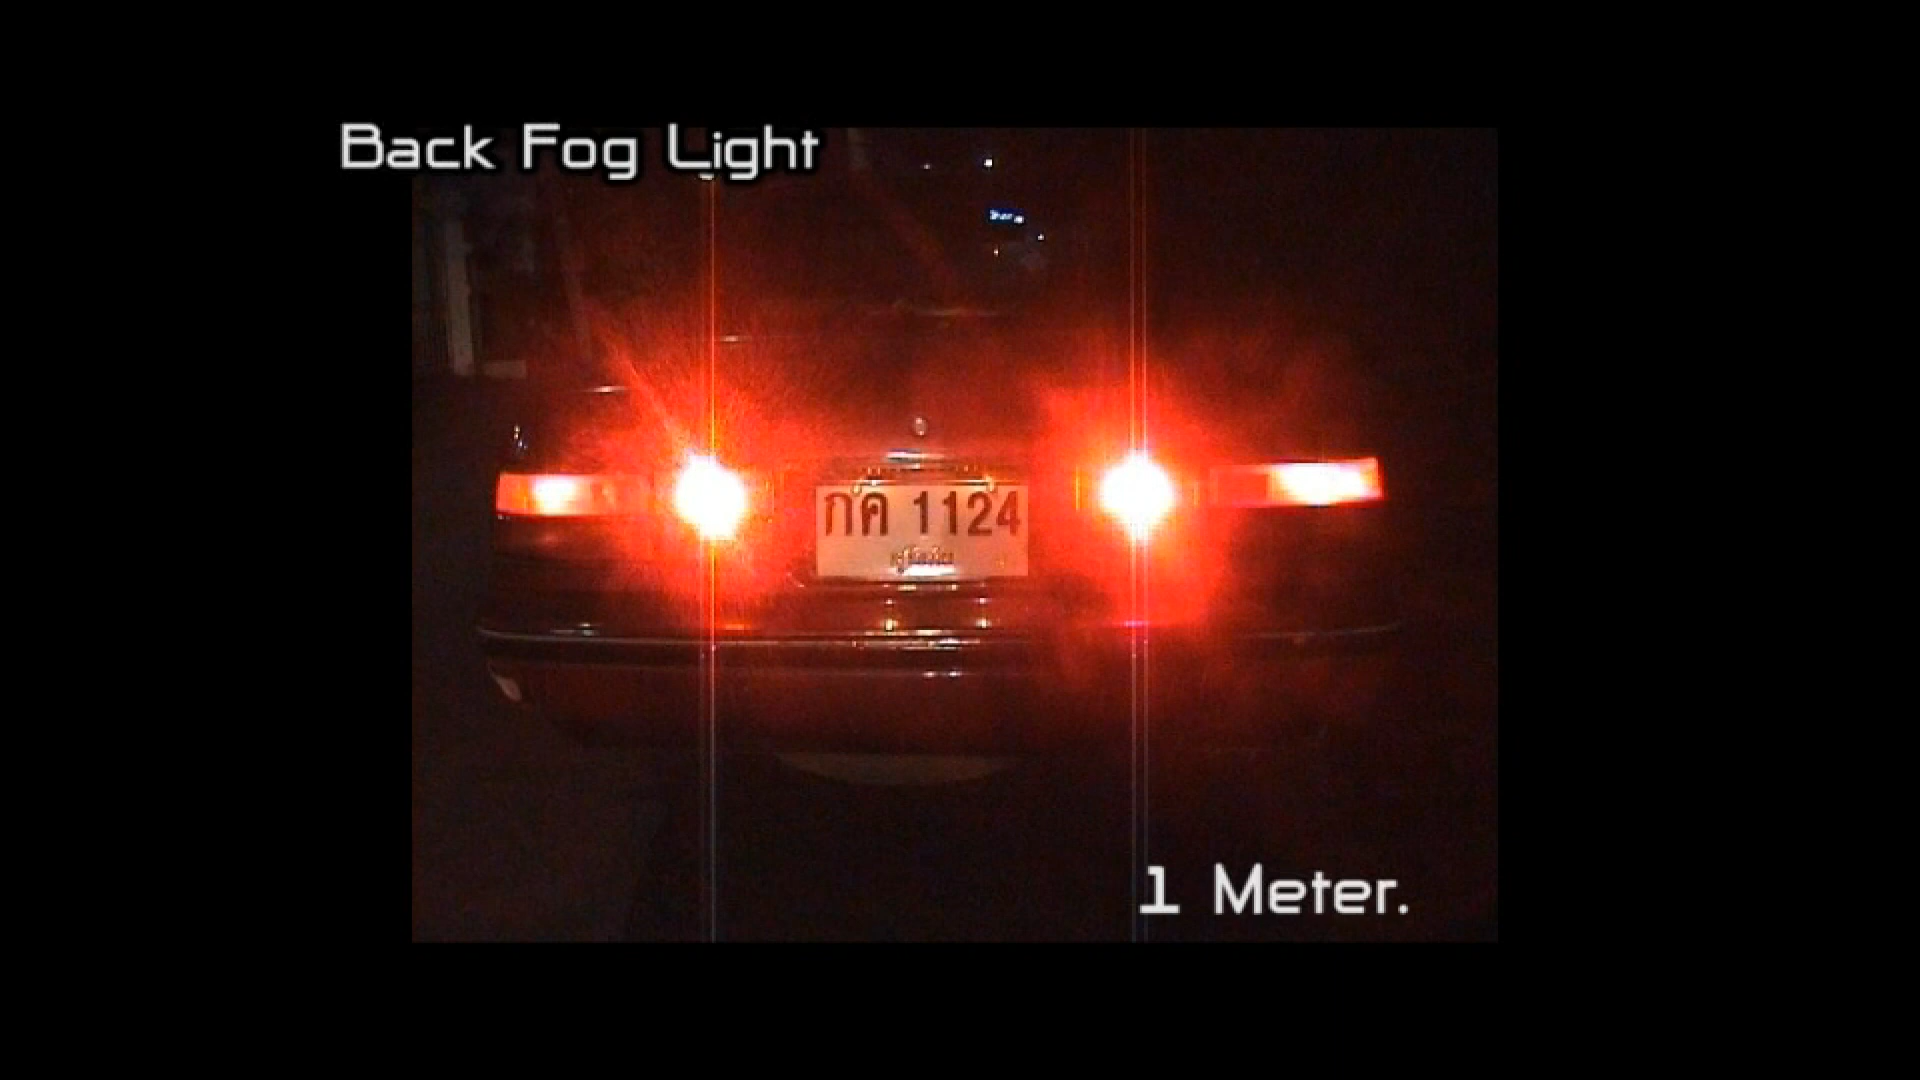 Back Fog Light
กค 1124
1 Meter.